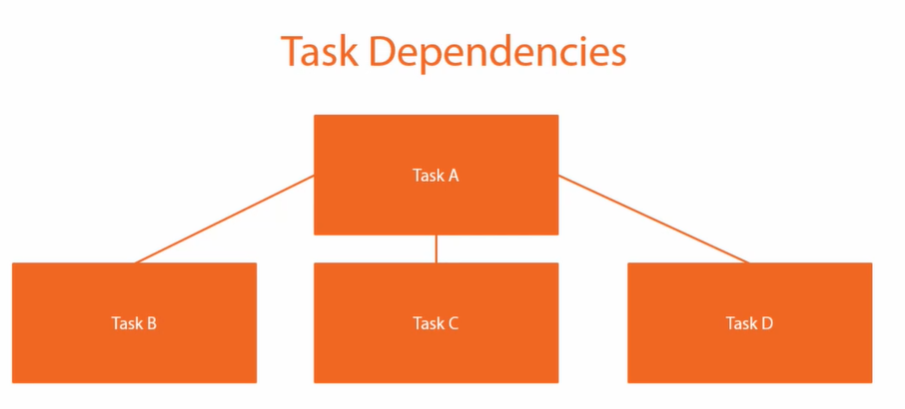 Task Dependencies
Task A
Task B
Task C
Task D